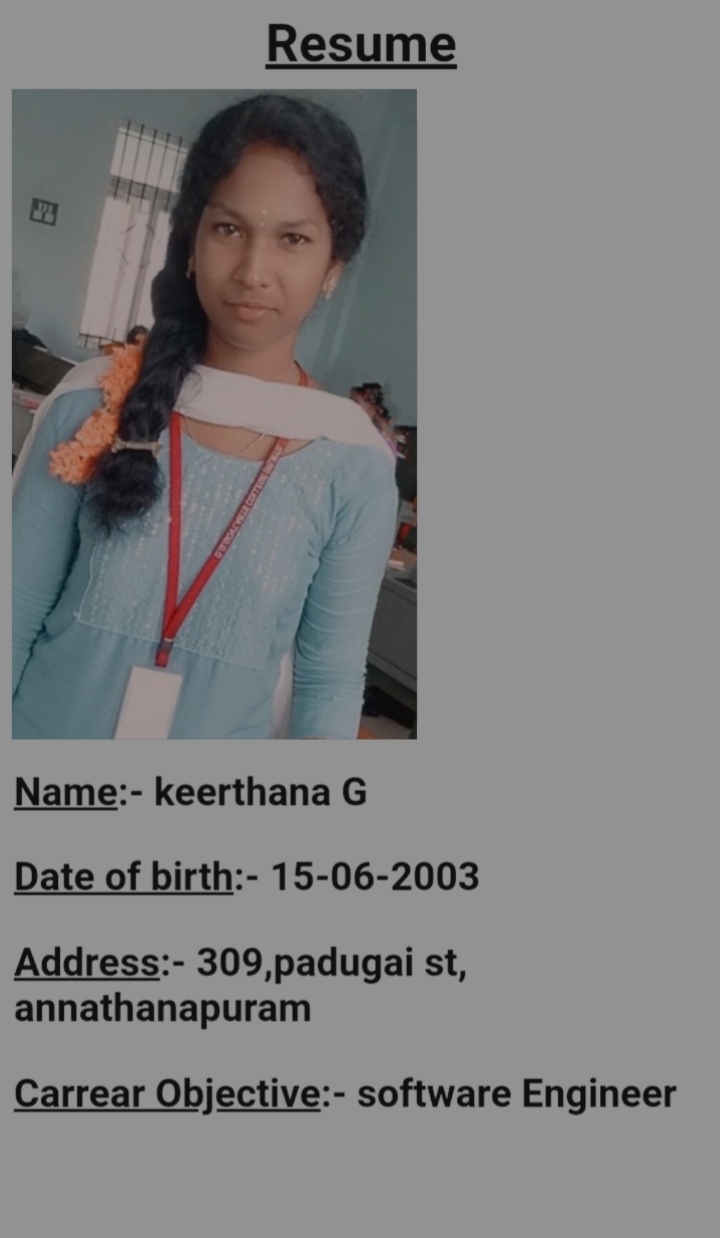 Resume
Name:- keerthana G
Date of birth:- 15-06-2003
Address:- 309,padugai st,
annathanapuram
Carrear Objective:- software Engineer